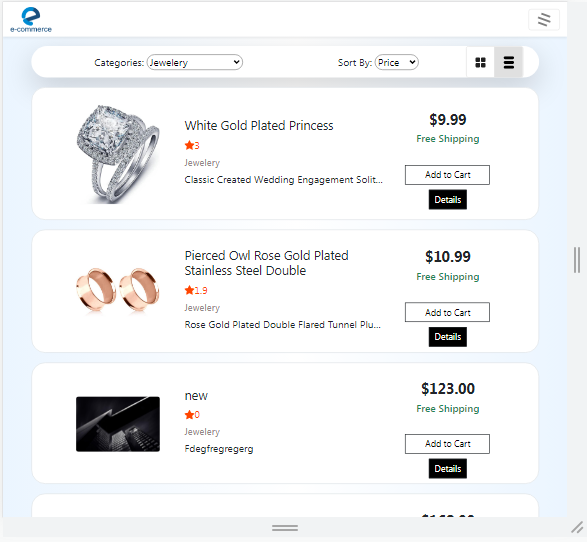 e-commerce
Categories: Jewelery
Sort By: Price
White Gold Plated Princess
3
Jewelery
Classic Created Wedding Engagement Solit...
$9.99
Free Shipping
Add to Cart
Details
Pierced Owl Rose Gold Plated
Stainless Steel Double
1.9
Jewelery
Rose Gold Plated Double Flared Tunnel Plu...
$10.99
Free Shipping
Add to Cart
Details
new
0
Jewelery
Fdegfregregerg
$123.00
Free Shipping
Add to Cart
Details